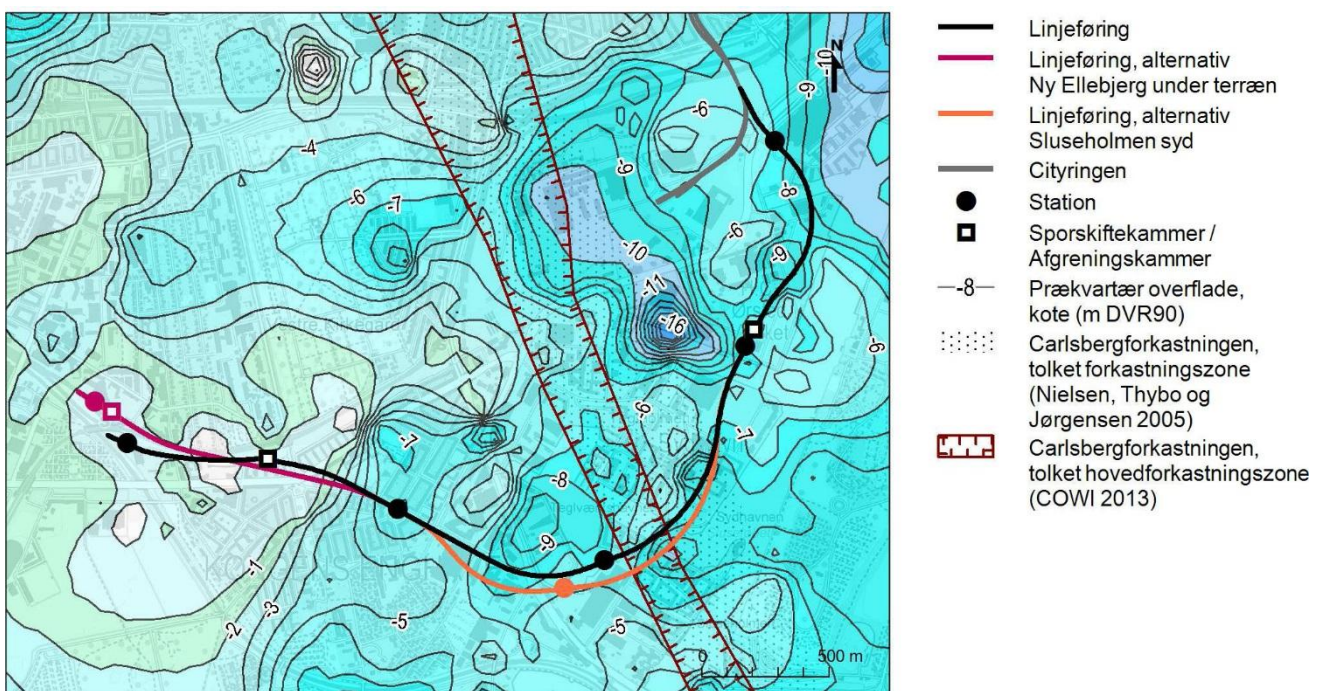 -4
-6
-7
-9
-6
-8
-6
-9
-10
-9
N
-10
-11
-16
-6
-7
-9
-8
-9
-7
-1
-2
-3
-5
-5
Sydhavnen
0 500 m
Linjeføring
Linjeføring, alternativ
Ny Ellebjerg under terræn
Linjeføring, alternativ
Sluseholmen syd
Cityringen
Station
Sporskiftekammer /
Afgreningskammer
-8
Prækvartær overflade,
kote (m DVR90)
Carlsbergforkastningen,
tolket forkastningszone
(Nielsen, Thybo og
Jørgensen 2005)
Carlsbergforkastningen,
tolket hovedforkastningszone
(COWI 2013)